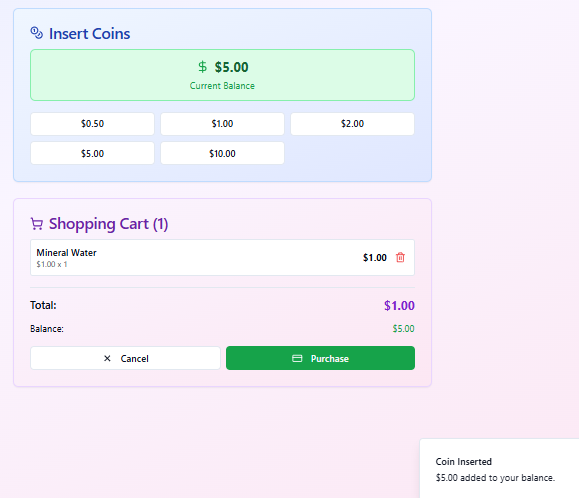 Insert Coins
$ $5.00
Current Balance
$0.50 $1.00 $2.00
$5.00 $10.00
Shopping Cart (1)
Mineral Water
$1.00 x 1
$1.00
Total: $1.00
Balance: $5.00
Cancel Purchase
Coin Inserted
$5.00 added to your balance.